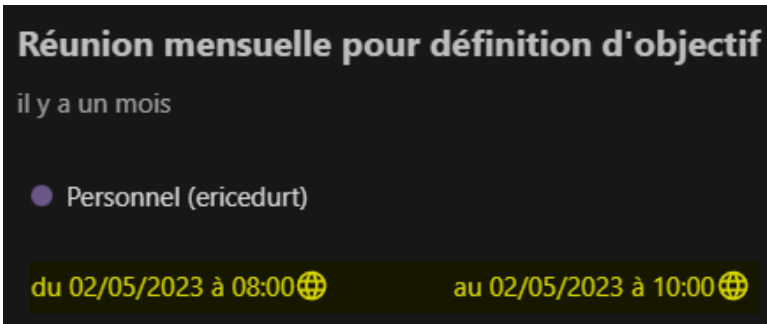 Réunion mensuelle pour définition d'objectif
il y a un mois
Personnel (ericedurt)
du 02/05/2023 à 08:00 au 02/05/2023 à 10:00